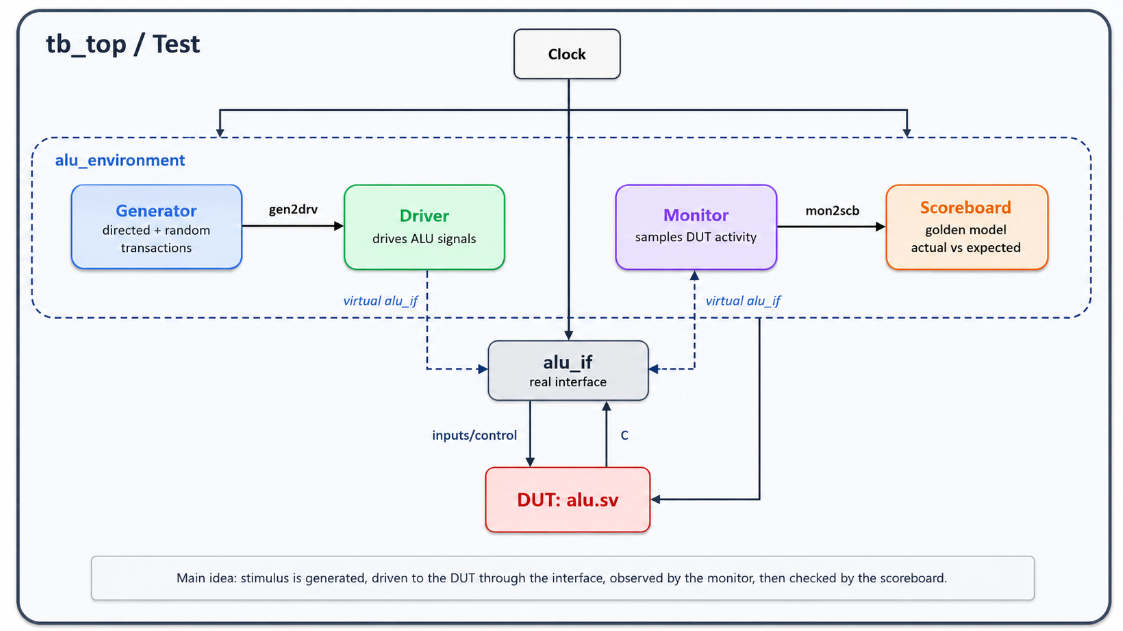 tb_top / Test
Clock
alu_environment
Generator
directed + random
transactions
gen2drv
Driver
drives ALU signals
Monitor
samples DUT activity
mon2scb
Scoreboard
golden model
actual vs expected
virtual alu_if
virtual alu_if
alu_if
real interface
inputs/control
C
DUT: alu.sv
Main idea: stimulus is generated, driven to the DUT through the interface, observed by the monitor, then checked by the scoreboard.